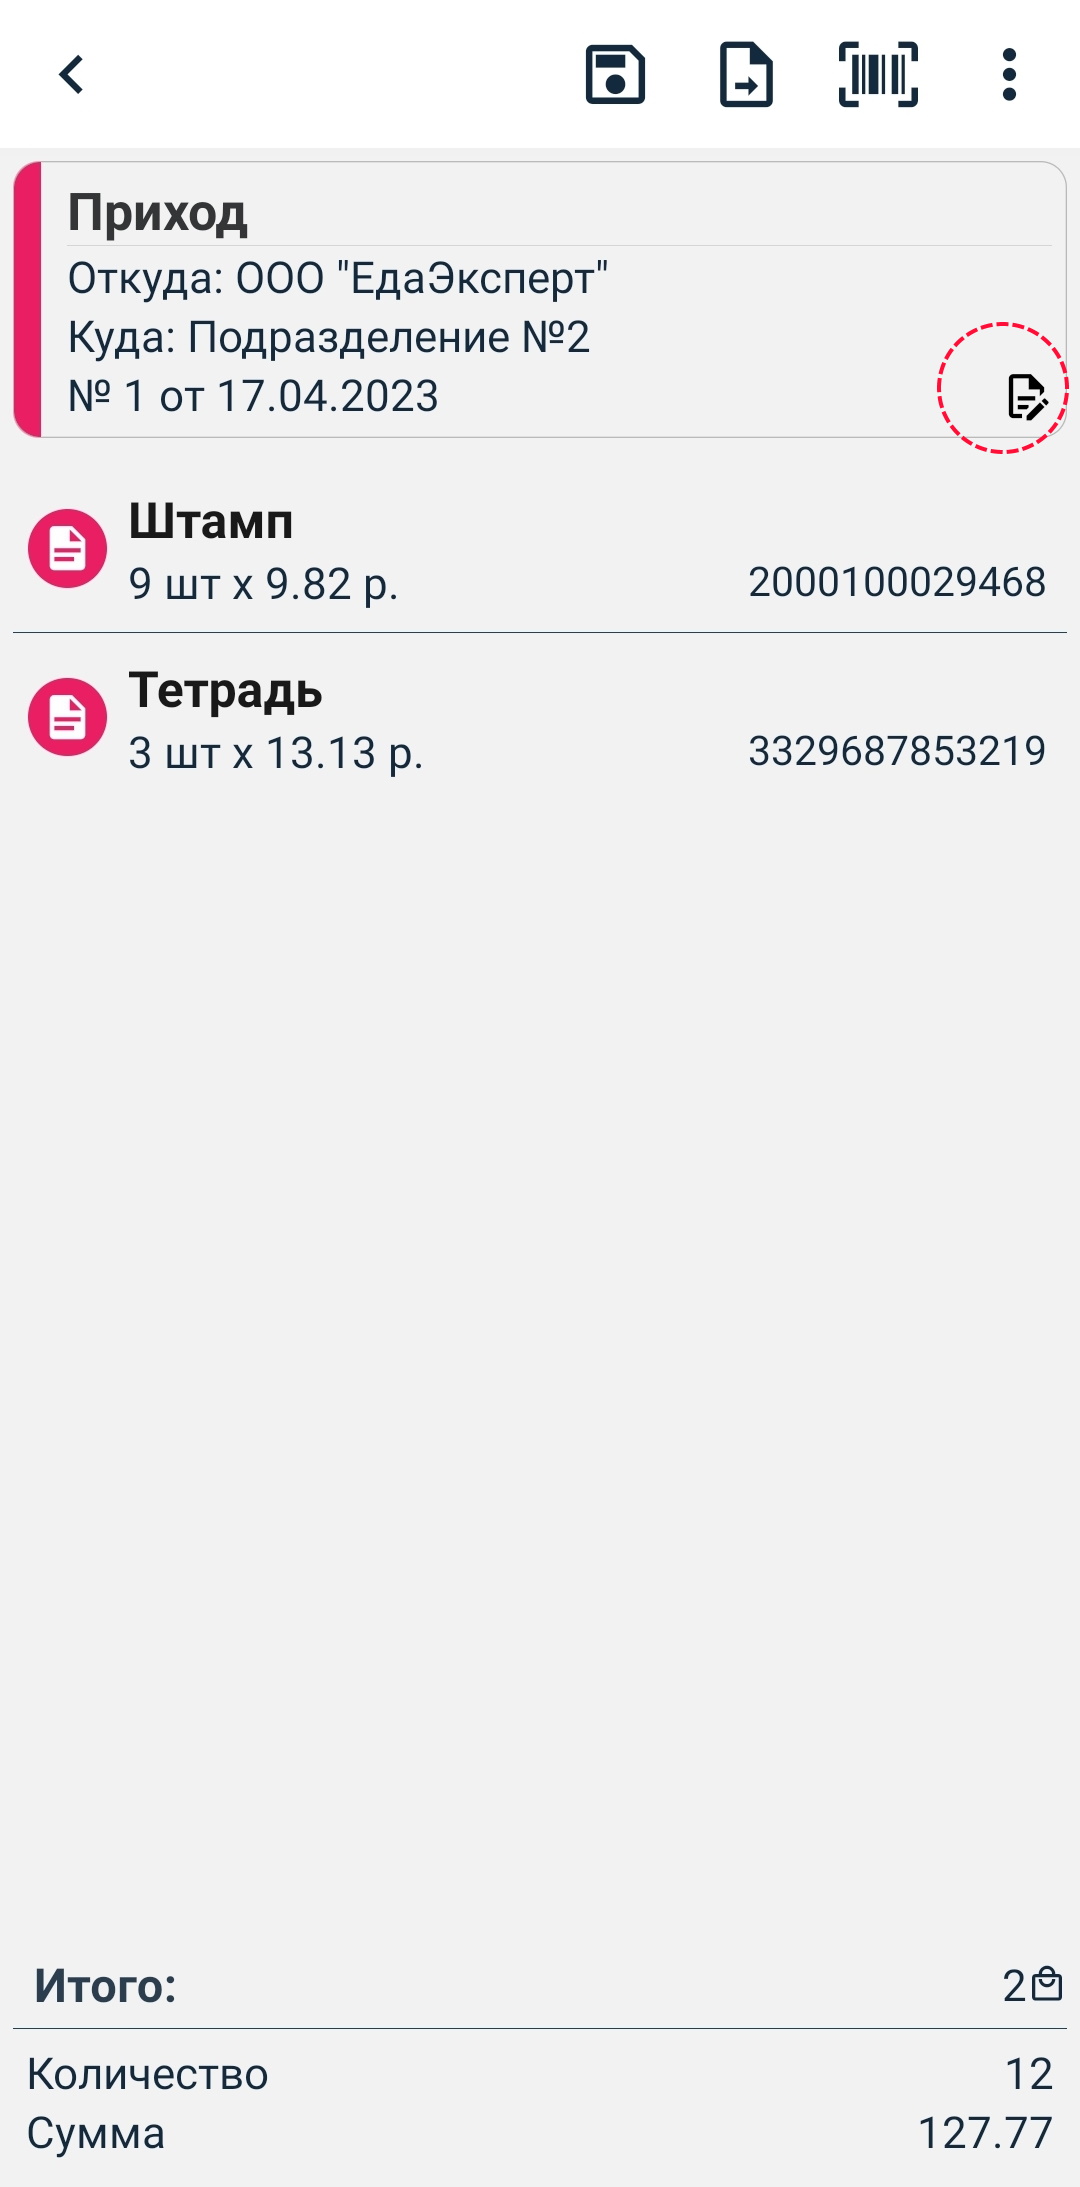 Приход
Откуда: ООО "ЕдаЭксперт"
Куда: Подразделение №2
№ 1 от 17.04.2023
Штамп
9 шт x 9.82 р.
2000100029468
Тетрадь
3 шт x 13.13 р.
3329687853219
Итого:
2
Количество
12
Сумма
127.77